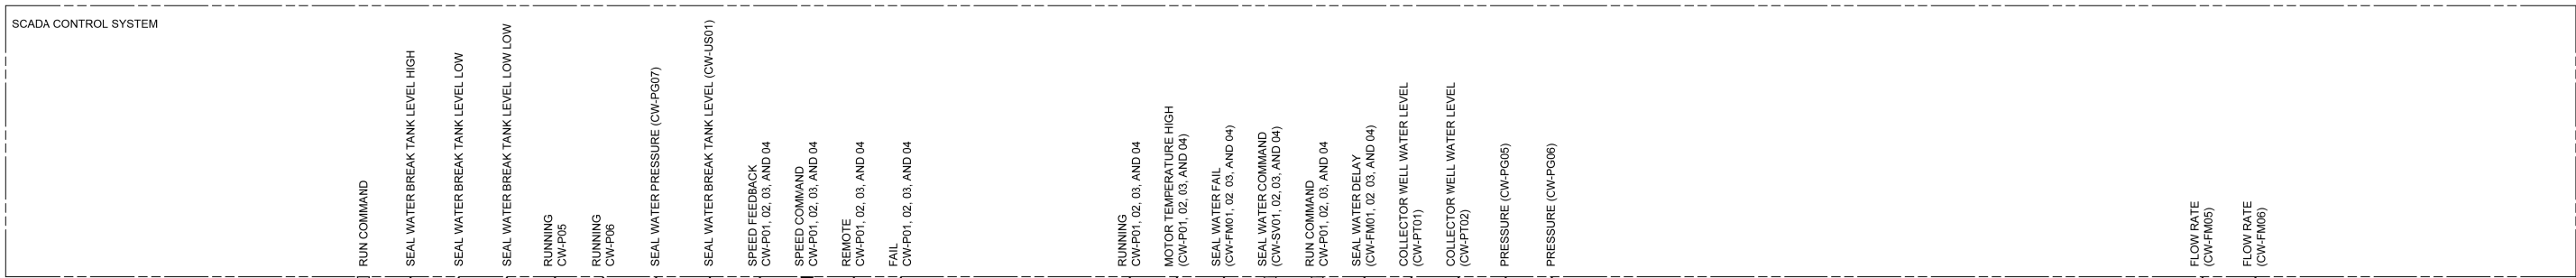 SCADA CONTROL SYSTEM
RUN COMMAND
SEAL WATER BREAK TANK LEVEL HIGH
SEAL WATER BREAK TANK LEVEL LOW
SEAL WATER BREAK TANK LEVEL LOW LOW
RUNNING
CW-P05
RUNNING
CW-P06
SEAL WATER PRESSURE (CW-PG07)
SEAL WATER BREAK TANK LEVEL (CW-US01)
SPEED FEEDBACK
CW-P01, 02, 03, AND 04
SPEED COMMAND
CW-P01, 02, 03, AND 04
REMOTE
CW-P01, 02, 03, AND 04
FAIL
CW-P01, 02, 03, AND 04
RUNNING
CW-P01, 02, 03, AND 04
MOTOR TEMPERATURE HIGH
(CW-P01, 02, 03, AND 04)
SEAL WATER FAIL
(CW-FM01, 02 03, AND 04)
SEAL WATER COMMAND
(CW-SV01, 02, 03, AND 04)
RUN COMMAND
CW-P01, 02, 03, AND 04
SEAL WATER DELAY
(CW-FM01, 02 03, AND 04)
COLLECTOR WELL WATER LEVEL
(CW-PT01)
COLLECTOR WELL WATER LEVEL
(CW-PT02)
PRESSURE (CW-PG05)
PRESSURE (CW-PG06)
FLOW RATE
(CW-FM05)
FLOW RATE
(CW-FM06)